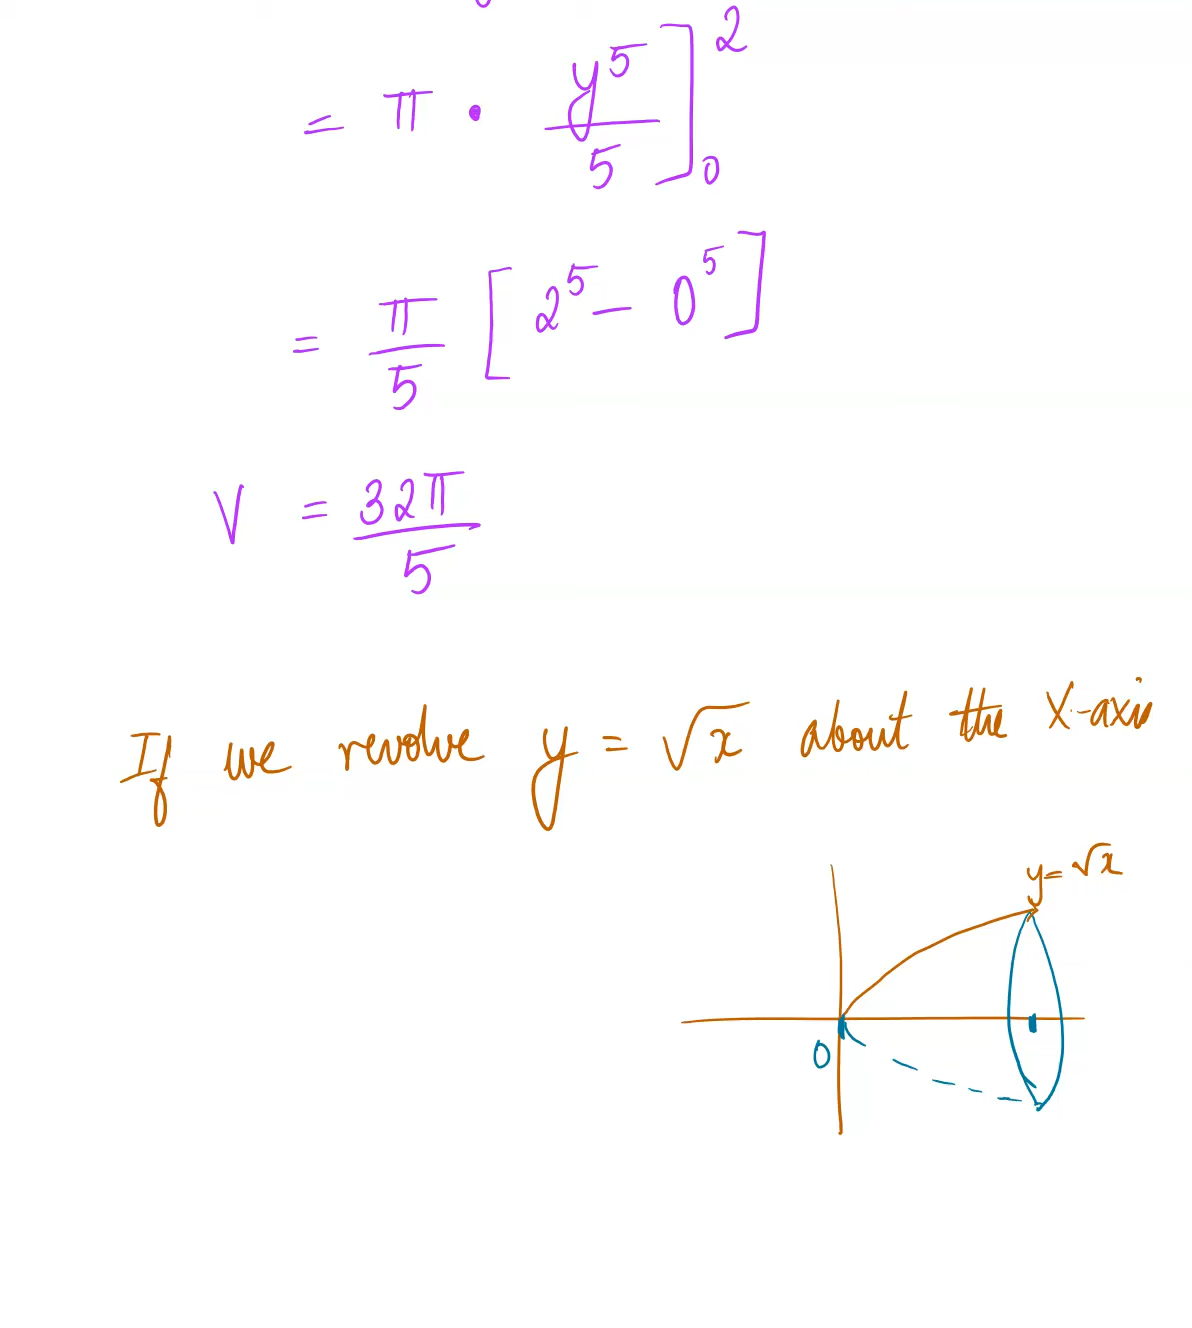 = π · y⁵/5 ]₀²
= π/5 [ 2⁵ − 0⁵ ]
V = 32π/5
If we revolve y = √x about the X-axis
y = √x
0